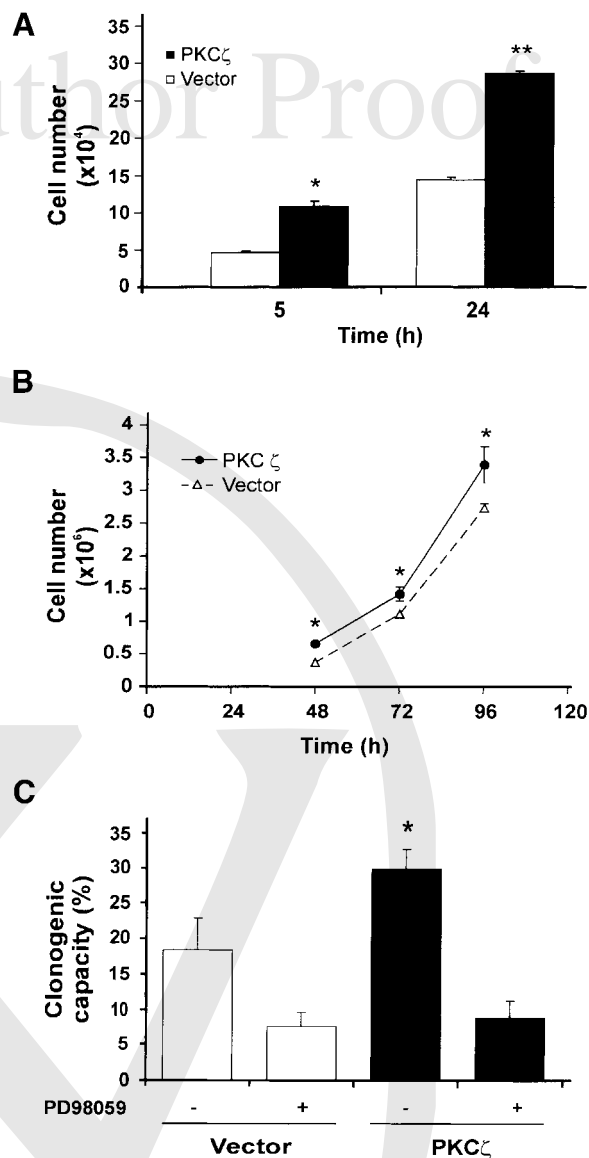 A
Author Proof
35
30
25
20
15
10
5
0
Cell number
(x10⁴)
PKCζ
Vector
*
**
5
24
Time (h)
B
4
3.5
3
2.5
2
1.5
1
0.5
0
Cell number
(x10⁶)
PKC ζ
Vector
*
*
*
0 24 48 72 96 120
Time (h)
C
35
30
25
20
15
10
5
0
Clonogenic
capacity (%)
*
PD98059 - + - +
Vector PKCζ